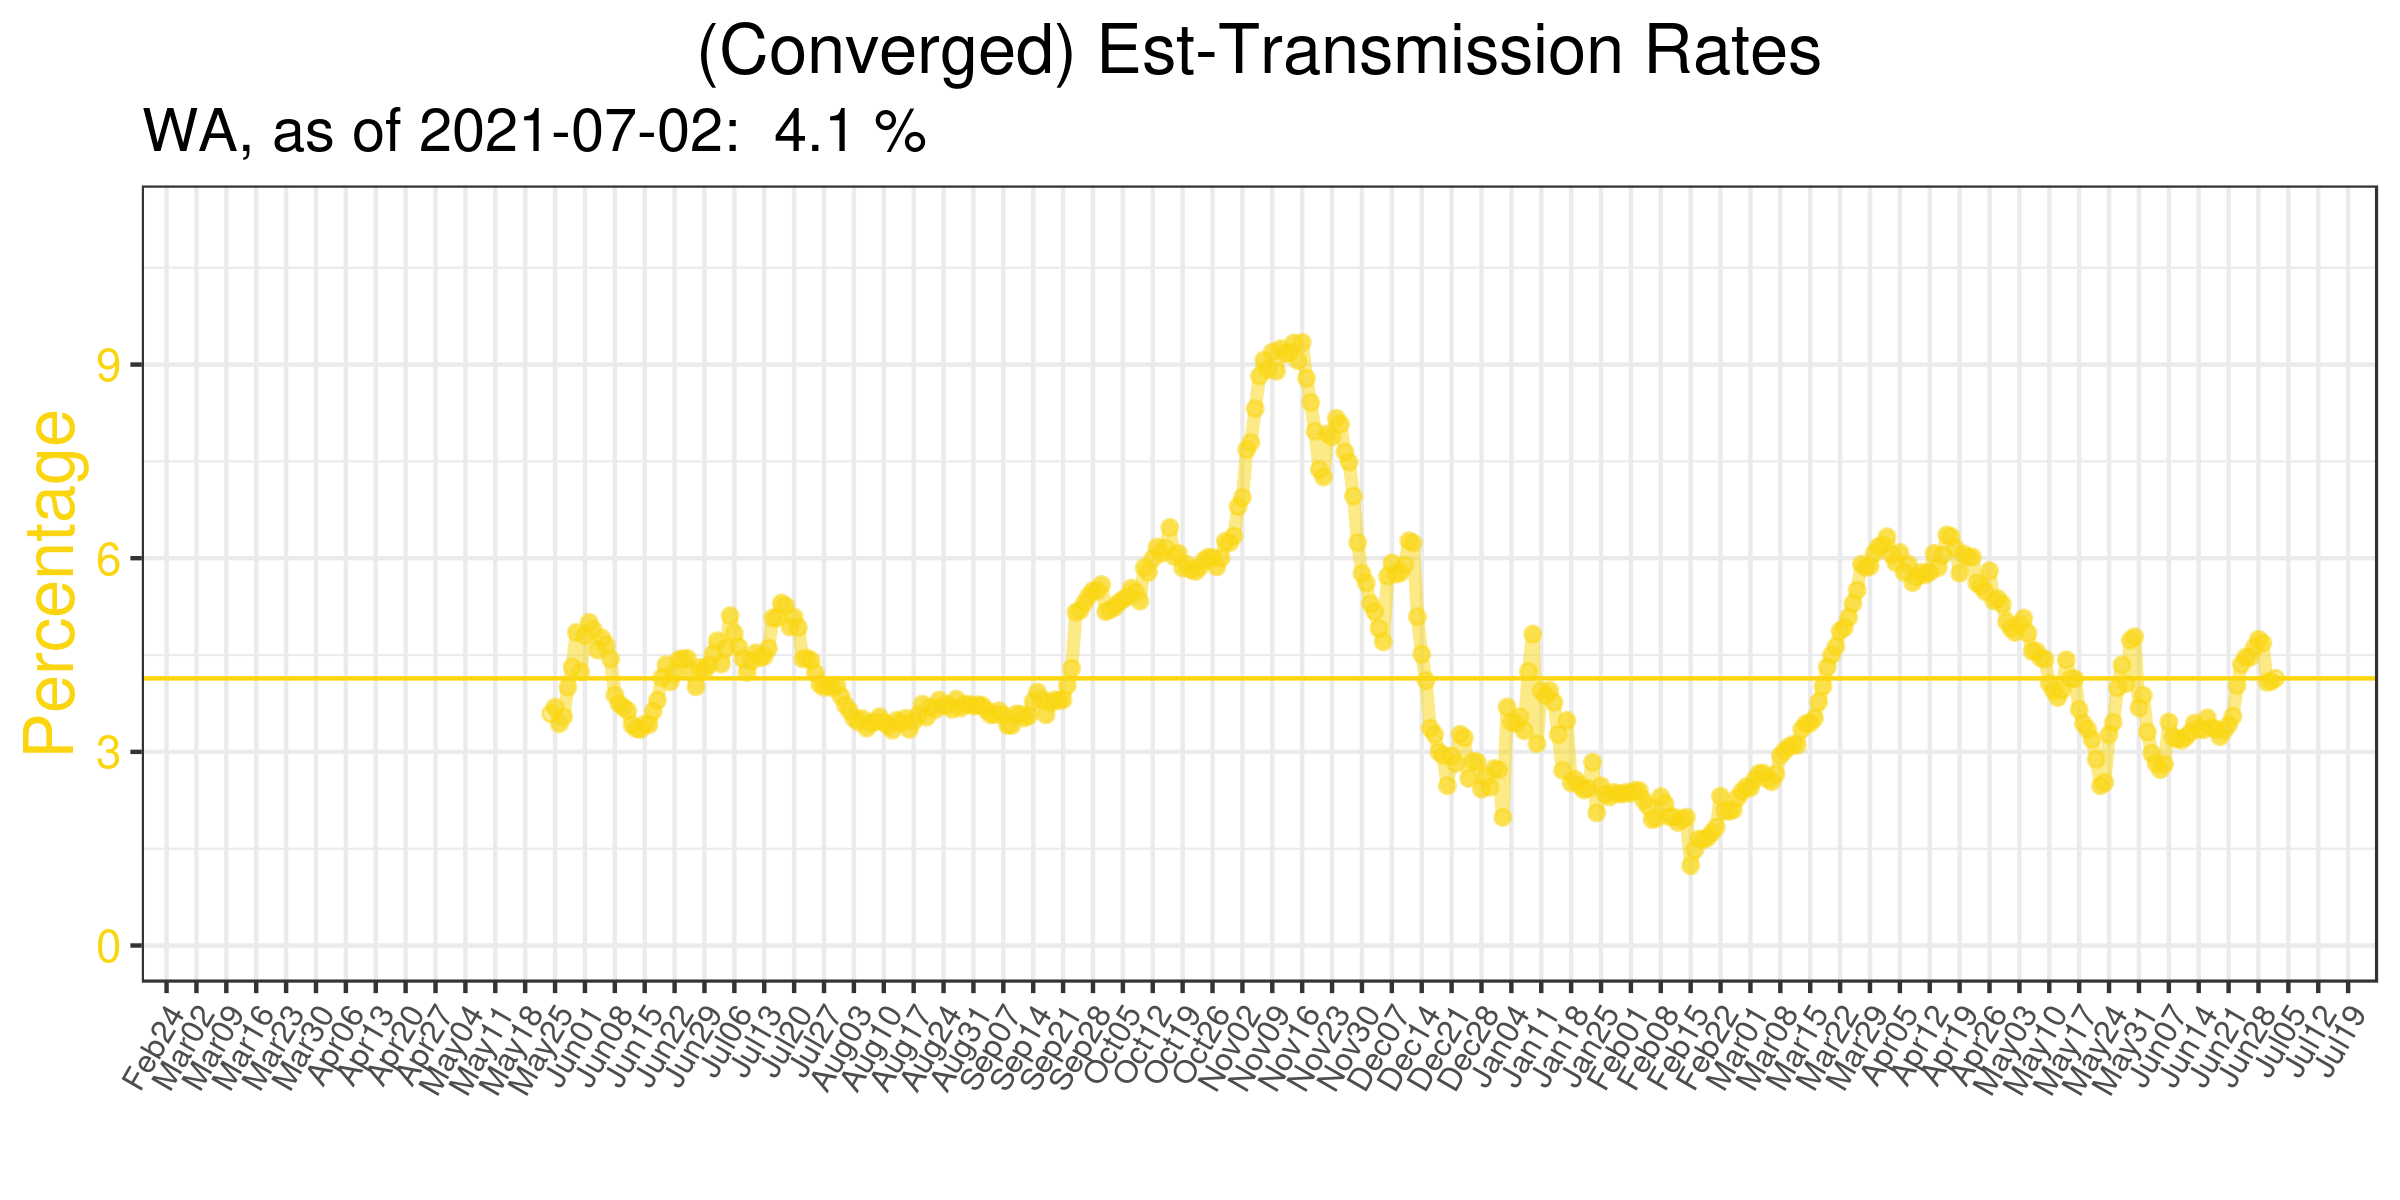 (Converged) Est-Transmission Rates
WA, as of 2021-07-02:  4.1 %
Percentage
9
6
3
0
Feb24
Mar02
Mar09
Mar16
Mar23
Mar30
Apr06
Apr13
Apr20
Apr27
May04
May11
May18
May25
Jun01
Jun08
Jun15
Jun22
Jun29
Jul06
Jul13
Jul20
Jul27
Aug03
Aug10
Aug17
Aug24
Aug31
Sep07
Sep14
Sep21
Sep28
Oct05
Oct12
Oct19
Oct26
Nov02
Nov09
Nov16
Nov23
Nov30
Dec07
Dec14
Dec21
Dec28
Jan04
Jan11
Jan18
Jan25
Feb01
Feb08
Feb15
Feb22
Mar01
Mar08
Mar15
Mar22
Mar29
Apr05
Apr12
Apr19
Apr26
May03
May10
May17
May24
May31
Jun07
Jun14
Jun21
Jun28
Jul05
Jul12
Jul19